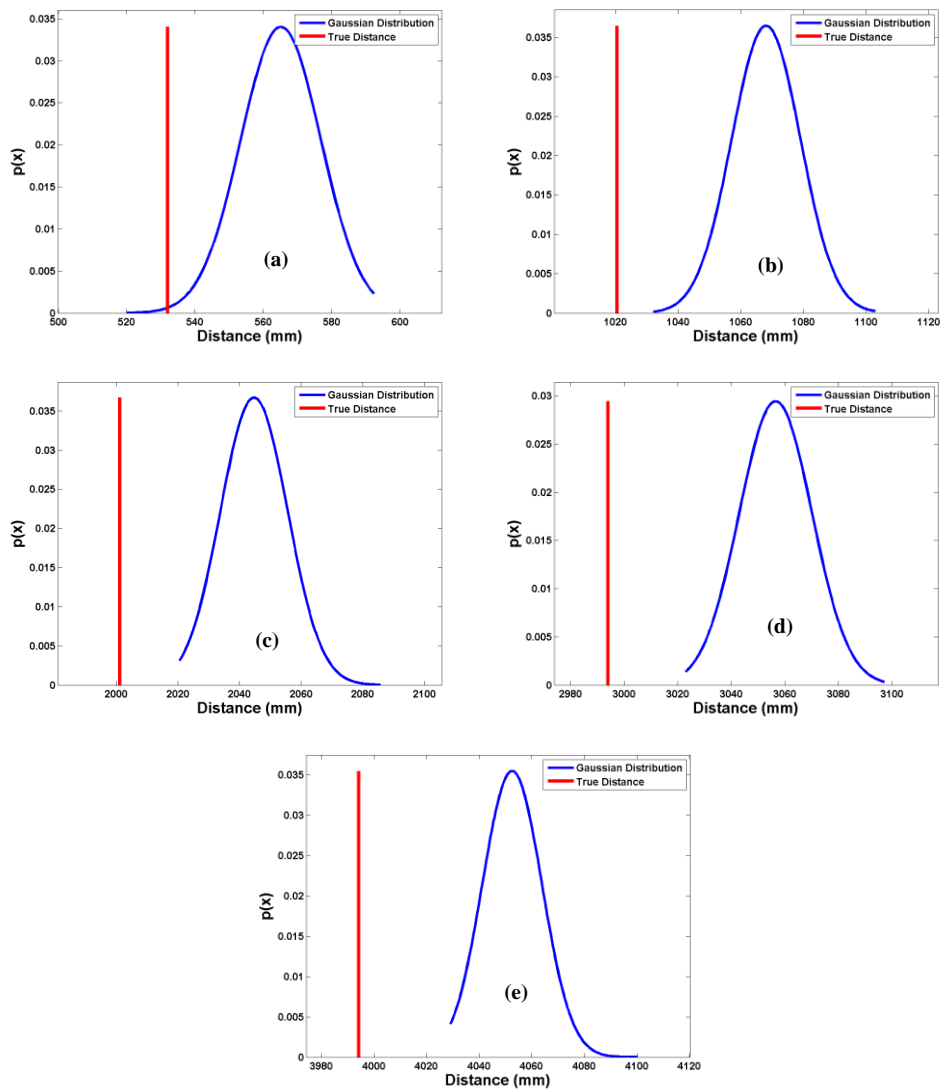 0.035
0.03
0.025
0.02
0.015
0.01
0.005
0
p(x)
500 520 540 560 580 600
Distance (mm)
Gaussian Distribution
True Distance
(a)
0.035
0.03
0.025
0.02
0.015
0.01
0.005
0
p(x)
1020 1040 1060 1080 1100 1120
Distance (mm)
Gaussian Distribution
True Distance
(b)
0.035
0.03
0.025
0.02
0.015
0.01
0.005
0
p(x)
2000 2020 2040 2060 2080 2100
Distance (mm)
Gaussian Distribution
True Distance
(c)
0.03
0.025
0.02
0.015
0.01
0.005
0
p(x)
2980 3000 3020 3040 3060 3080 3100
Distance (mm)
Gaussian Distribution
True Distance
(d)
0.035
0.03
0.025
0.02
0.015
0.01
0.005
0
p(x)
3980 4000 4020 4040 4060 4080 4100 4120
Distance (mm)
Gaussian Distribution
True Distance
(e)